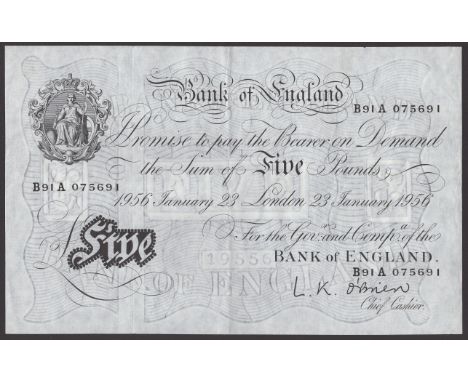 Bank of England
B91A 075691
I Promise to pay the Bearer on Demand
the Sum of Five Pounds
B91A 075691
1956 January 23 London 23 January 1956
For the Govr. and Compa. of the
£Five
BANK of ENGLAND.
B91A 075691
L.K. O'Brien
Chief Cashier.